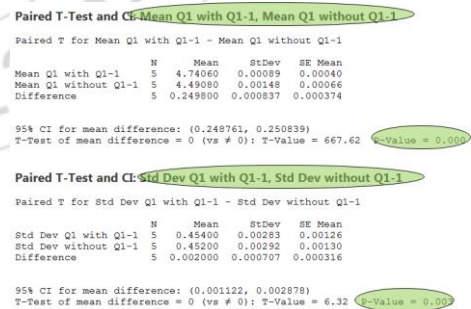 Paired T-Test and CI: Mean Q1 with Q1-1, Mean Q1 without Q1-1
Paired T for Mean Q1 with Q1-1 - Mean Q1 without Q1-1
N Mean StDev SE Mean
Mean Q1 with Q1-1 5 4.74060 0.00089 0.00040
Mean Q1 without Q1-1 5 4.49080 0.00148 0.00066
Difference 5 0.249800 0.000837 0.000374
95% CI for mean difference: (0.248761, 0.250839)
T-Test of mean difference = 0 (vs ≠ 0): T-Value = 667.62 P-Value = 0.000
Paired T-Test and CI: Std Dev Q1 with Q1-1, Std Dev without Q1-1
Paired T for Std Dev Q1 with Q1-1 - Std Dev without Q1-1
N Mean StDev SE Mean
Std Dev Q1 with Q1-1 5 0.45400 0.00283 0.00126
Std Dev without Q1-1 5 0.45200 0.00292 0.00130
Difference 5 0.002000 0.000707 0.000316
95% CI for mean difference: (0.001122, 0.002878)
T-Test of mean difference = 0 (vs ≠ 0): T-Value = 6.32 P-Value = 0.003